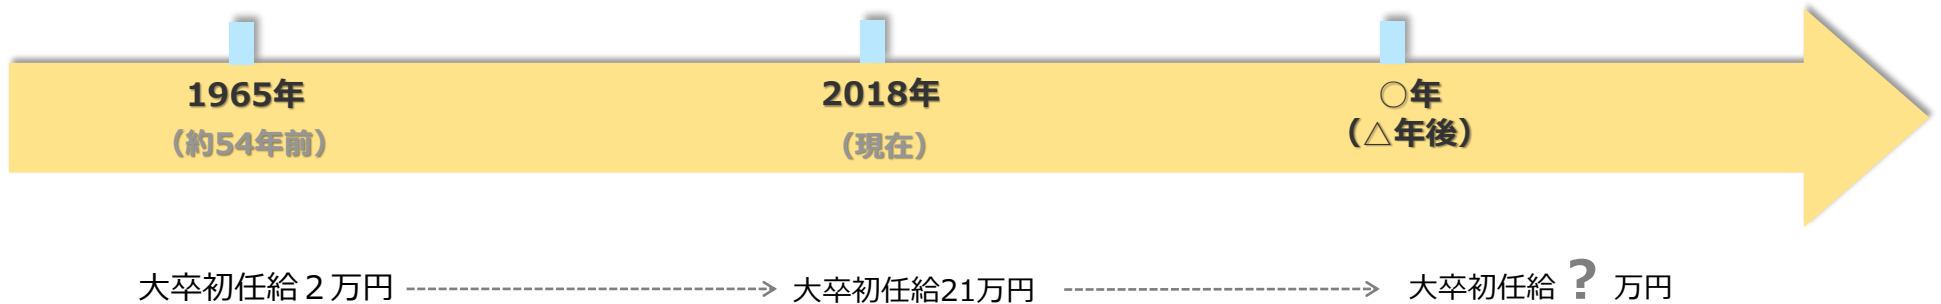 1965年
（約54年前）
2018年
（現在）
○年
（△年後）
大卒初任給２万円
大卒初任給21万円
大卒初任給？万円